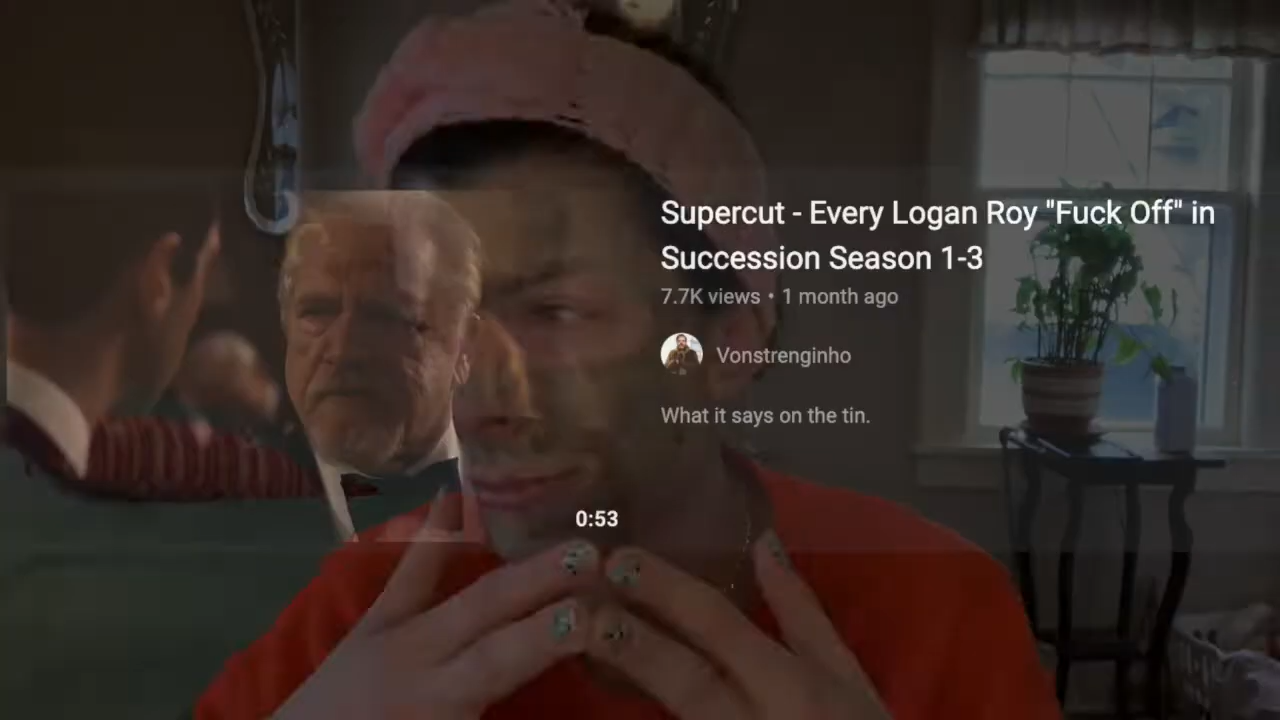 Supercut - Every Logan Roy "Fuck Off" in
Succession Season 1-3
7.7K views • 1 month ago
Vonstrenginho
What it says on the tin.
0:53